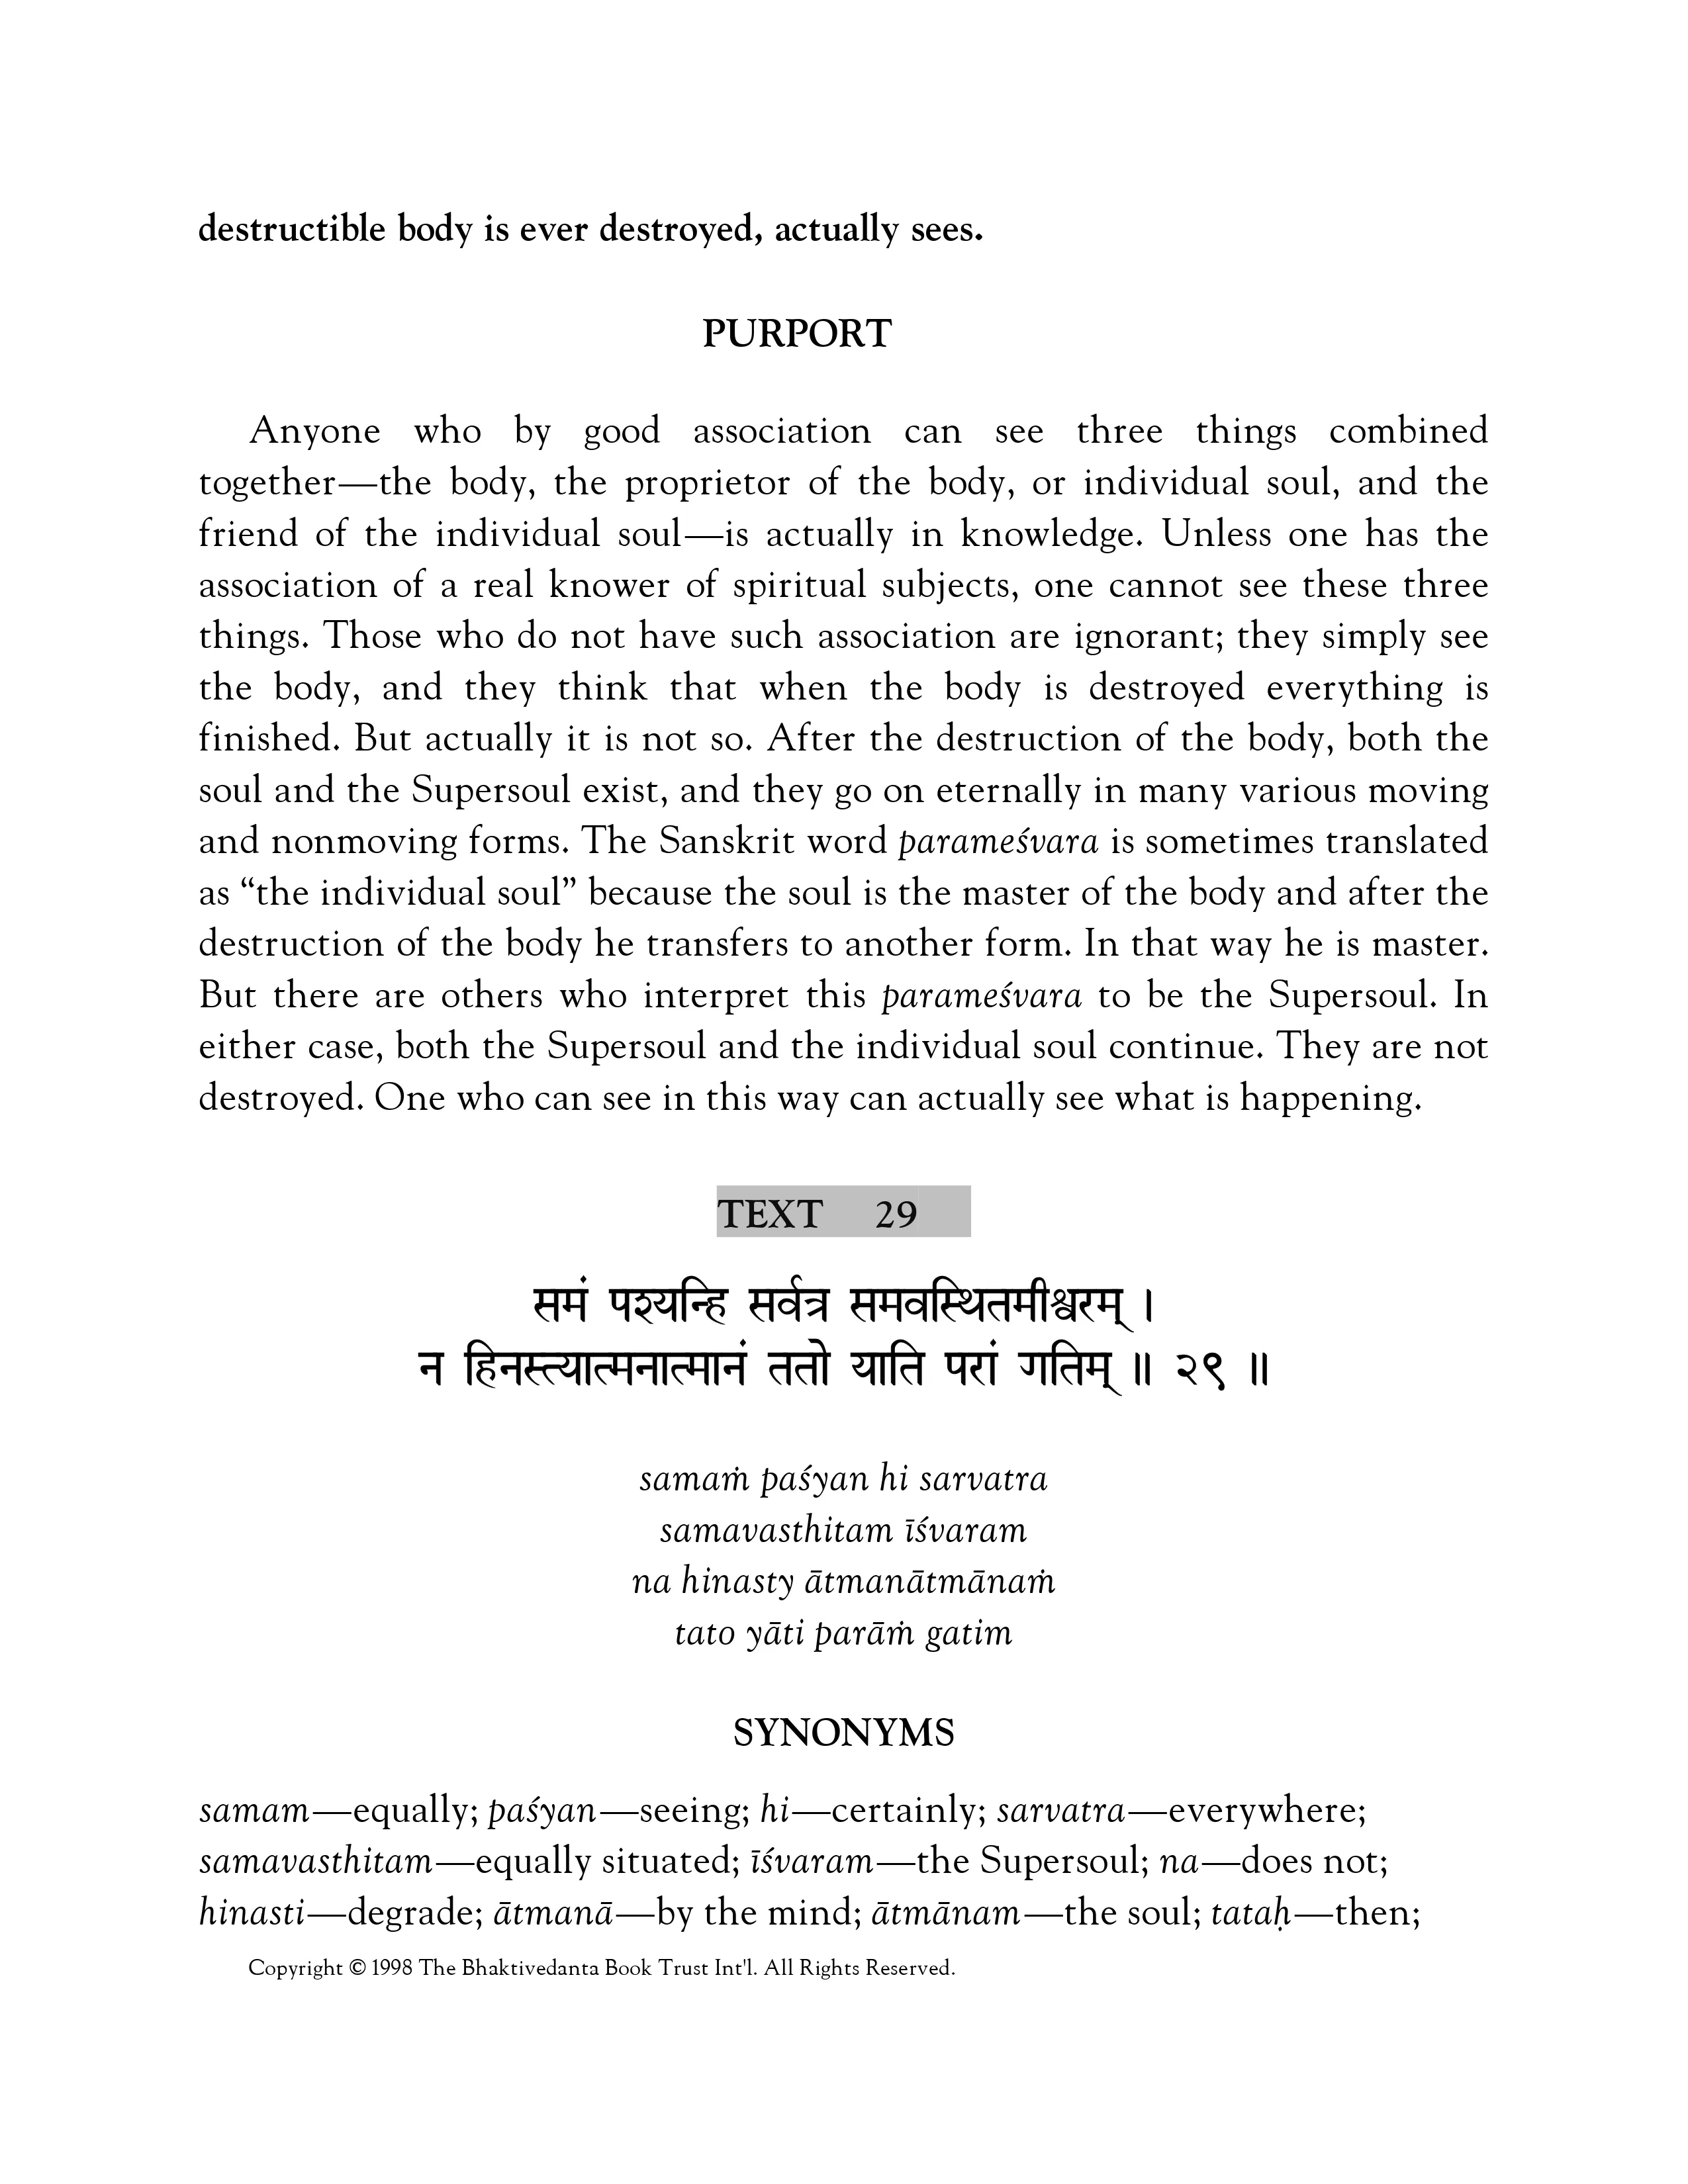 destructible body is ever destroyed, actually sees.
PURPORT
Anyone who by good association can see three things combined
together—the body, the proprietor of the body, or individual soul, and the
friend of the individual soul—is actually in knowledge. Unless one has the
association of a real knower of spiritual subjects, one cannot see these three
things. Those who do not have such association are ignorant; they simply see
the body, and they think that when the body is destroyed everything is
finished. But actually it is not so. After the destruction of the body, both the
soul and the Supersoul exist, and they go on eternally in many various moving
and nonmoving forms. The Sanskrit word parameśvara is sometimes translated
as “the individual soul” because the soul is the master of the body and after the
destruction of the body he transfers to another form. In that way he is master.
But there are others who interpret this parameśvara to be the Supersoul. In
either case, both the Supersoul and the individual soul continue. They are not
destroyed. One who can see in this way can actually see what is happening.
TEXT 29
समं पश्यन्हि सर्वत्र समवस्थितमीश्वरम् ।
न हिनस्त्यात्मनात्मानं ततो याति परां गतिम् ॥ २९ ॥
samaṁ paśyan hi sarvatra
samavasthitam īśvaram
na hinasty ātmanātmānaṁ
tato yāti parāṁ gatim
SYNONYMS
samam—equally; paśyan—seeing; hi—certainly; sarvatra—everywhere;
samavasthitam—equally situated; īśvaram—the Supersoul; na—does not;
hinasti—degrade; ātmanā—by the mind; ātmānam—the soul; tataḥ—then;
Copyright © 1998 The Bhaktivedanta Book Trust Int'l. All Rights Reserved.